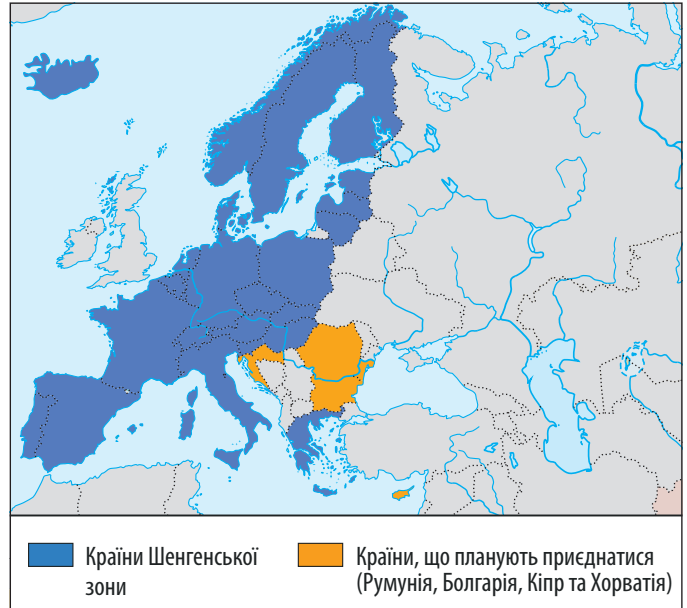 Країни Шенгенської
зони
Країни, що планують приєднатися
(Румунія, Болгарія, Кіпр та Хорватія)